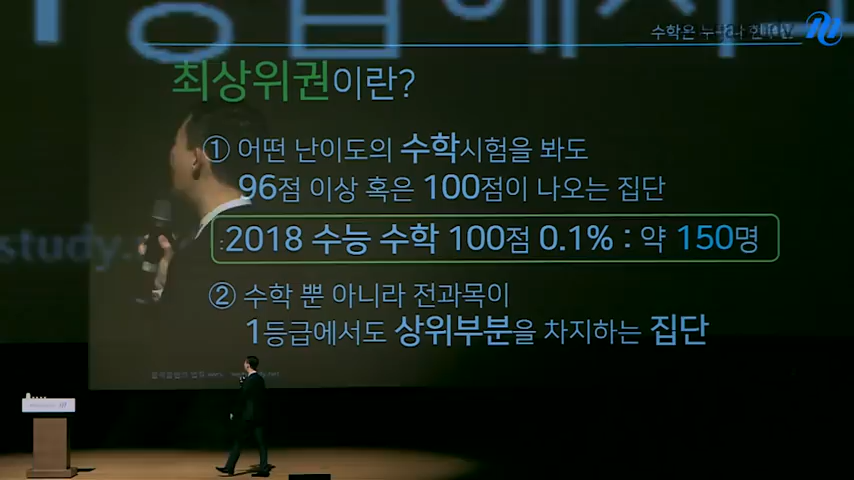 수학은
최상위권이란?
① 어떤 난이도의 수학시험을 봐도
96점 이상 혹은 100점이 나오는 집단
:2018 수능 수학 100점 0.1% : 약 150명
study.
② 수학 뿐 아니라 전과목이
1등급에서도 상위부분을 차지하는 집단